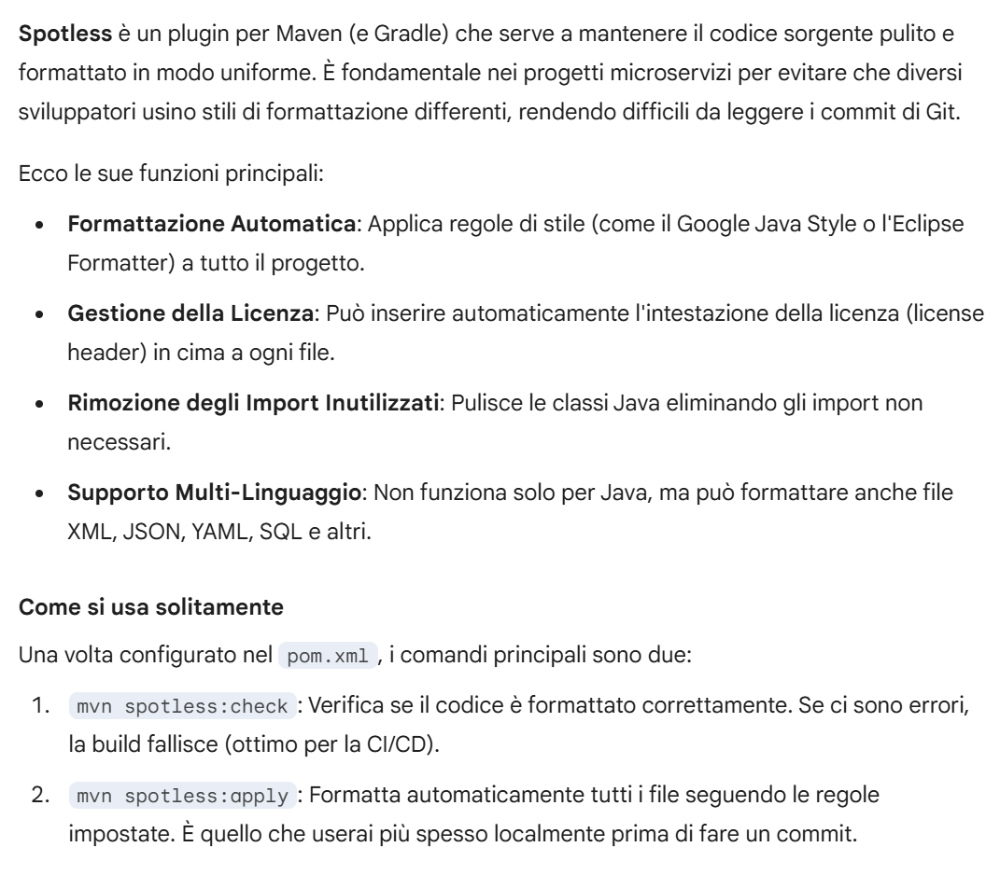 Spotless è un plugin per Maven (e Gradle) che serve a mantenere il codice sorgente pulito e
formattato in modo uniforme. È fondamentale nei progetti microservizi per evitare che diversi
sviluppatori usino stili di formattazione differenti, rendendo difficili da leggere i commit di Git.
Ecco le sue funzioni principali:
• Formattazione Automatica: Applica regole di stile (come il Google Java Style o l'Eclipse
Formatter) a tutto il progetto.
• Gestione della Licenza: Può inserire automaticamente l'intestazione della licenza (license
header) in cima a ogni file.
• Rimozione degli Import Inutilizzati: Pulisce le classi Java eliminando gli import non
necessari.
• Supporto Multi-Linguaggio: Non funziona solo per Java, ma può formattare anche file
XML, JSON, YAML, SQL e altri.
Come si usa solitamente
Una volta configurato nel pom.xml, i comandi principali sono due:
1. mvn spotless:check: Verifica se il codice è formattato correttamente. Se ci sono errori,
la build fallisce (ottimo per la CI/CD).
2. mvn spotless:apply: Formatta automaticamente tutti i file seguendo le regole
impostate. È quello che userai più spesso localmente prima di fare un commit.